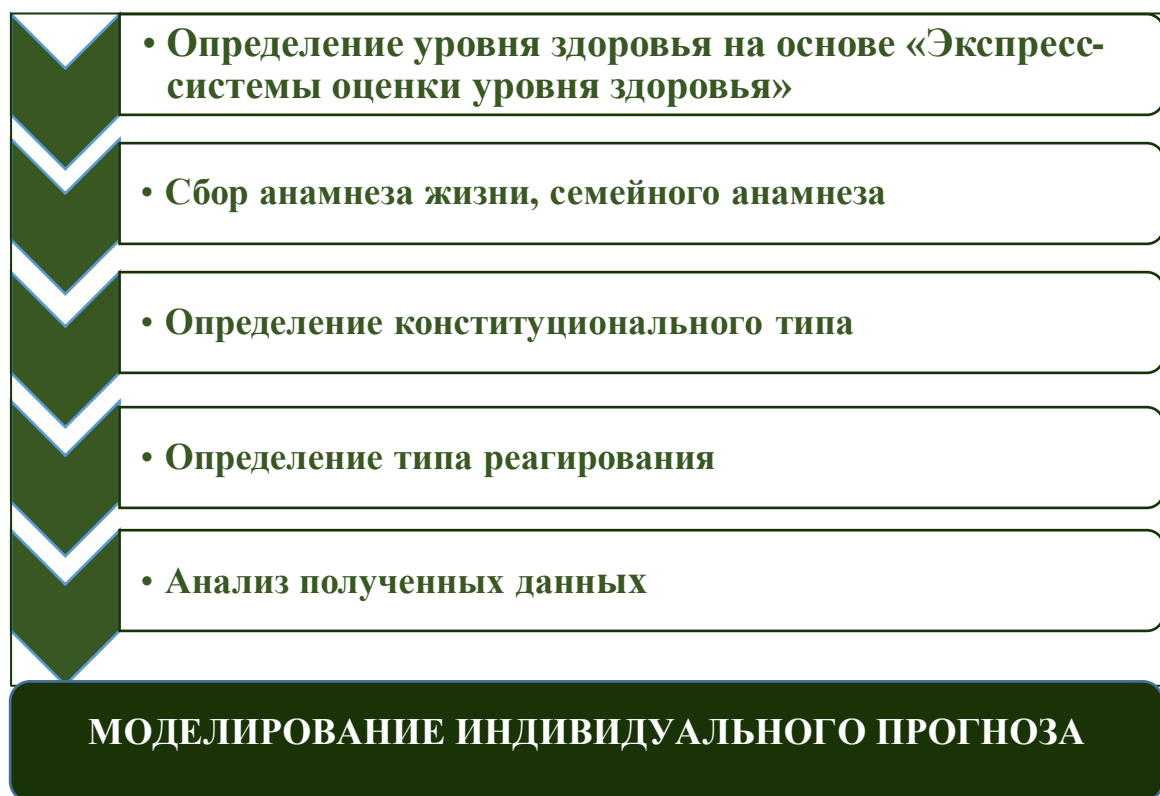 • Определение уровня здоровья на основе «Экспресс-
системы оценки уровня здоровья»
• Сбор анамнеза жизни, семейного анамнеза
• Определение конституционального типа
• Определение типа реагирования
• Анализ полученных данных
МОДЕЛИРОВАНИЕ ИНДИВИДУАЛЬНОГО ПРОГНОЗА